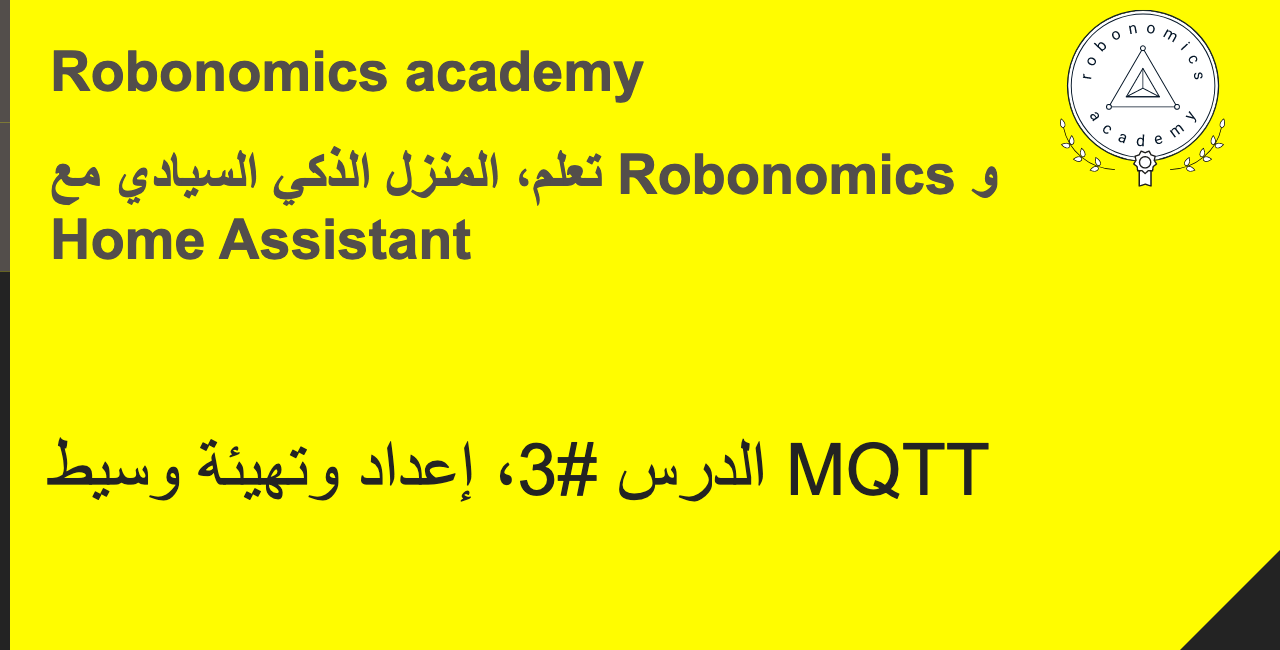 Robonomics academy
تعلم، المنزل الذكي السيادي مع Robonomics و
Home Assistant
الدرس #3، إعداد وتهيئة وسيط MQTT
robonomics
academy